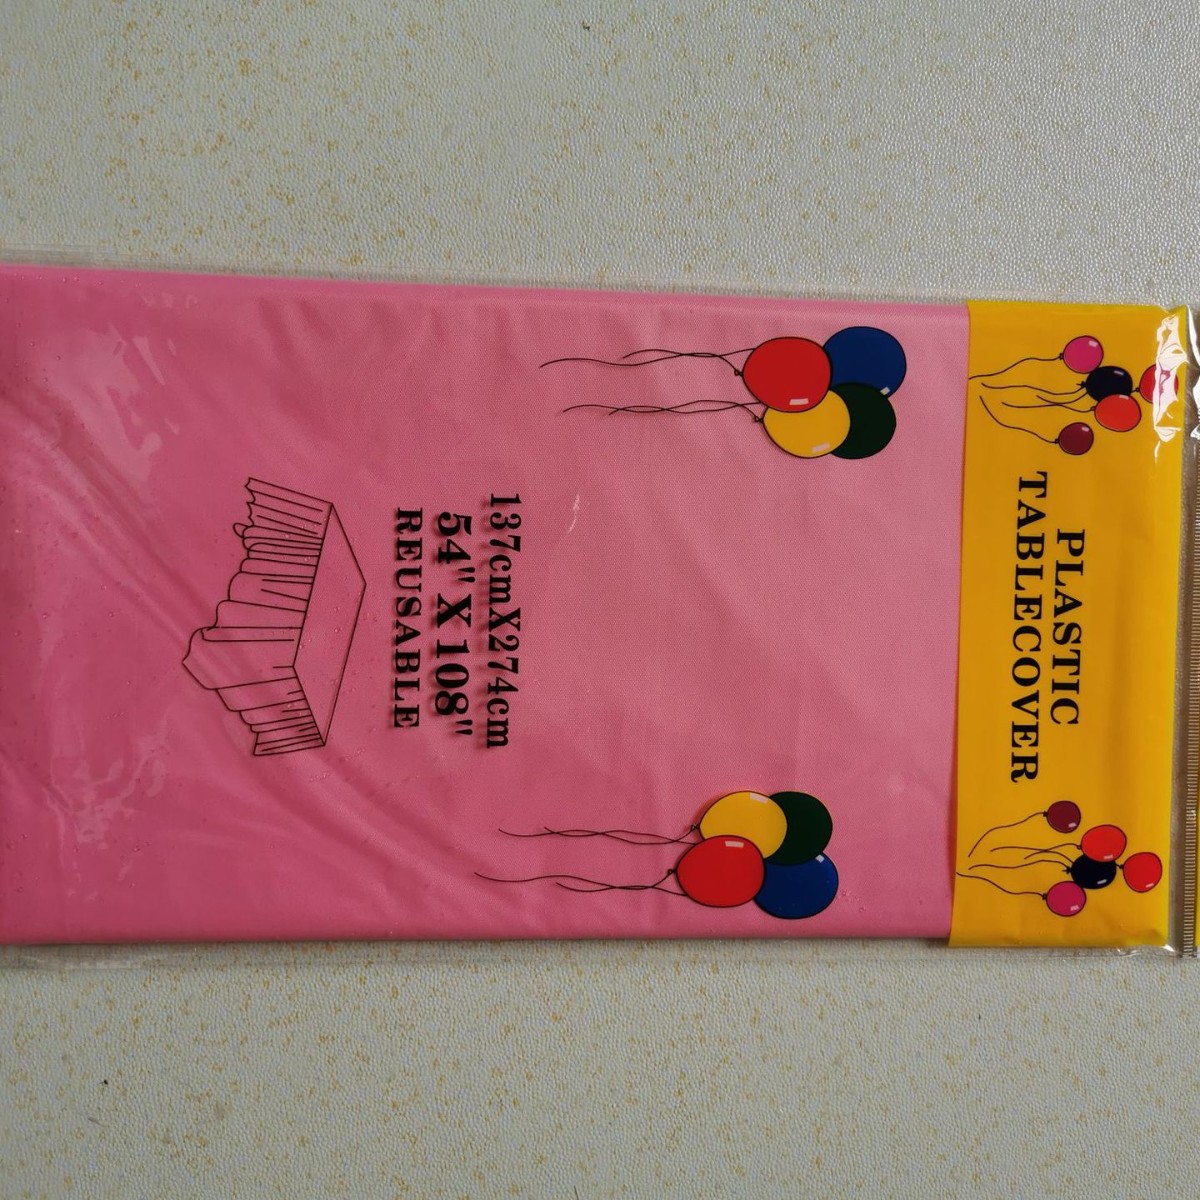 PLASTIC
TABLECOVER
137cmX274cm
54" X 108"
REUSABLE